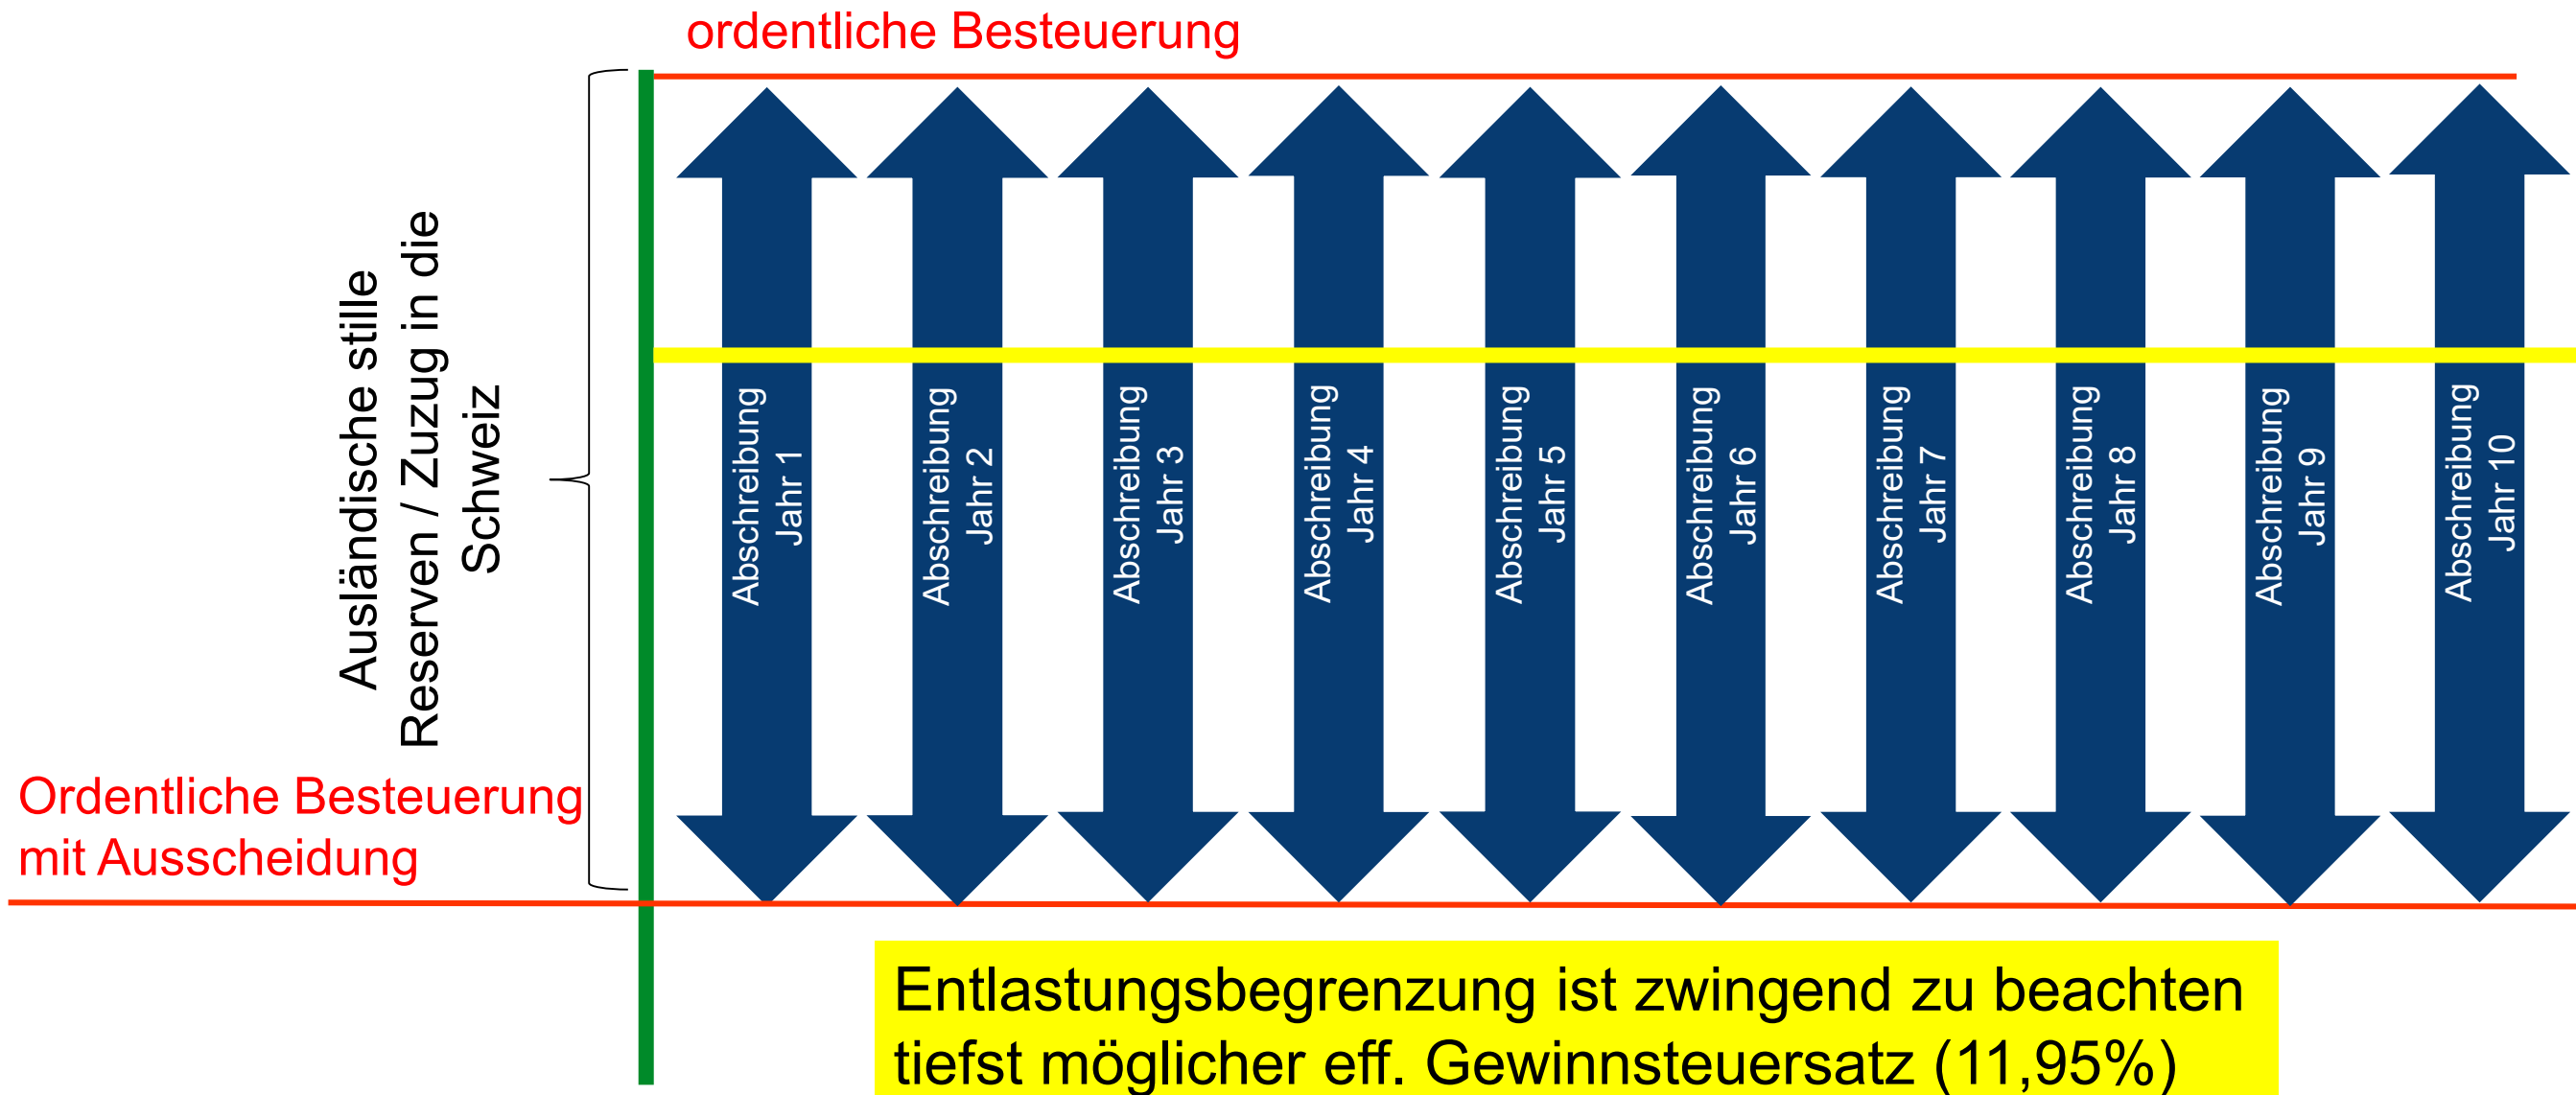 ordentliche Besteuerung
Ausländische stille
Reserven / Zuzug in die
Schweiz
Abschreibung
Jahr 1
Abschreibung
Jahr 2
Abschreibung
Jahr 3
Abschreibung
Jahr 4
Abschreibung
Jahr 5
Abschreibung
Jahr 6
Abschreibung
Jahr 7
Abschreibung
Jahr 8
Abschreibung
Jahr 9
Abschreibung
Jahr 10
Ordentliche Besteuerung
mit Ausscheidung
Entlastungsbegrenzung ist zwingend zu beachten
tiefst möglicher eff. Gewinnsteuersatz (11,95%)